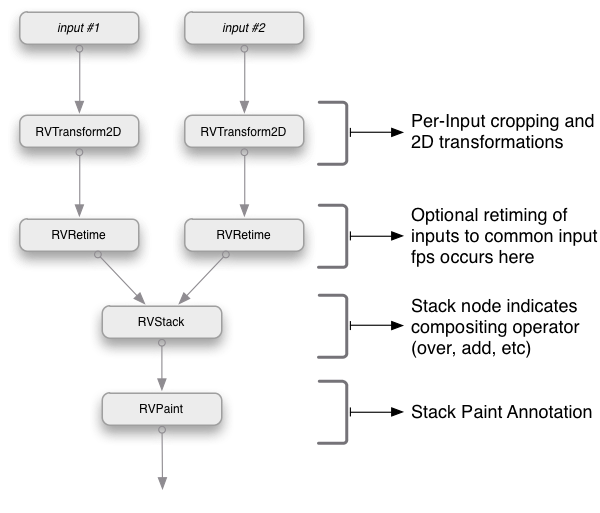 input #1
input #2
RVTransform2D
RVTransform2D
Per-Input cropping and
2D transformations
RVRetime
RVRetime
Optional retiming of
inputs to common input
fps occurs here
RVStack
Stack node indicates
compositing operator
(over, add, etc)
RVPaint
Stack Paint Annotation